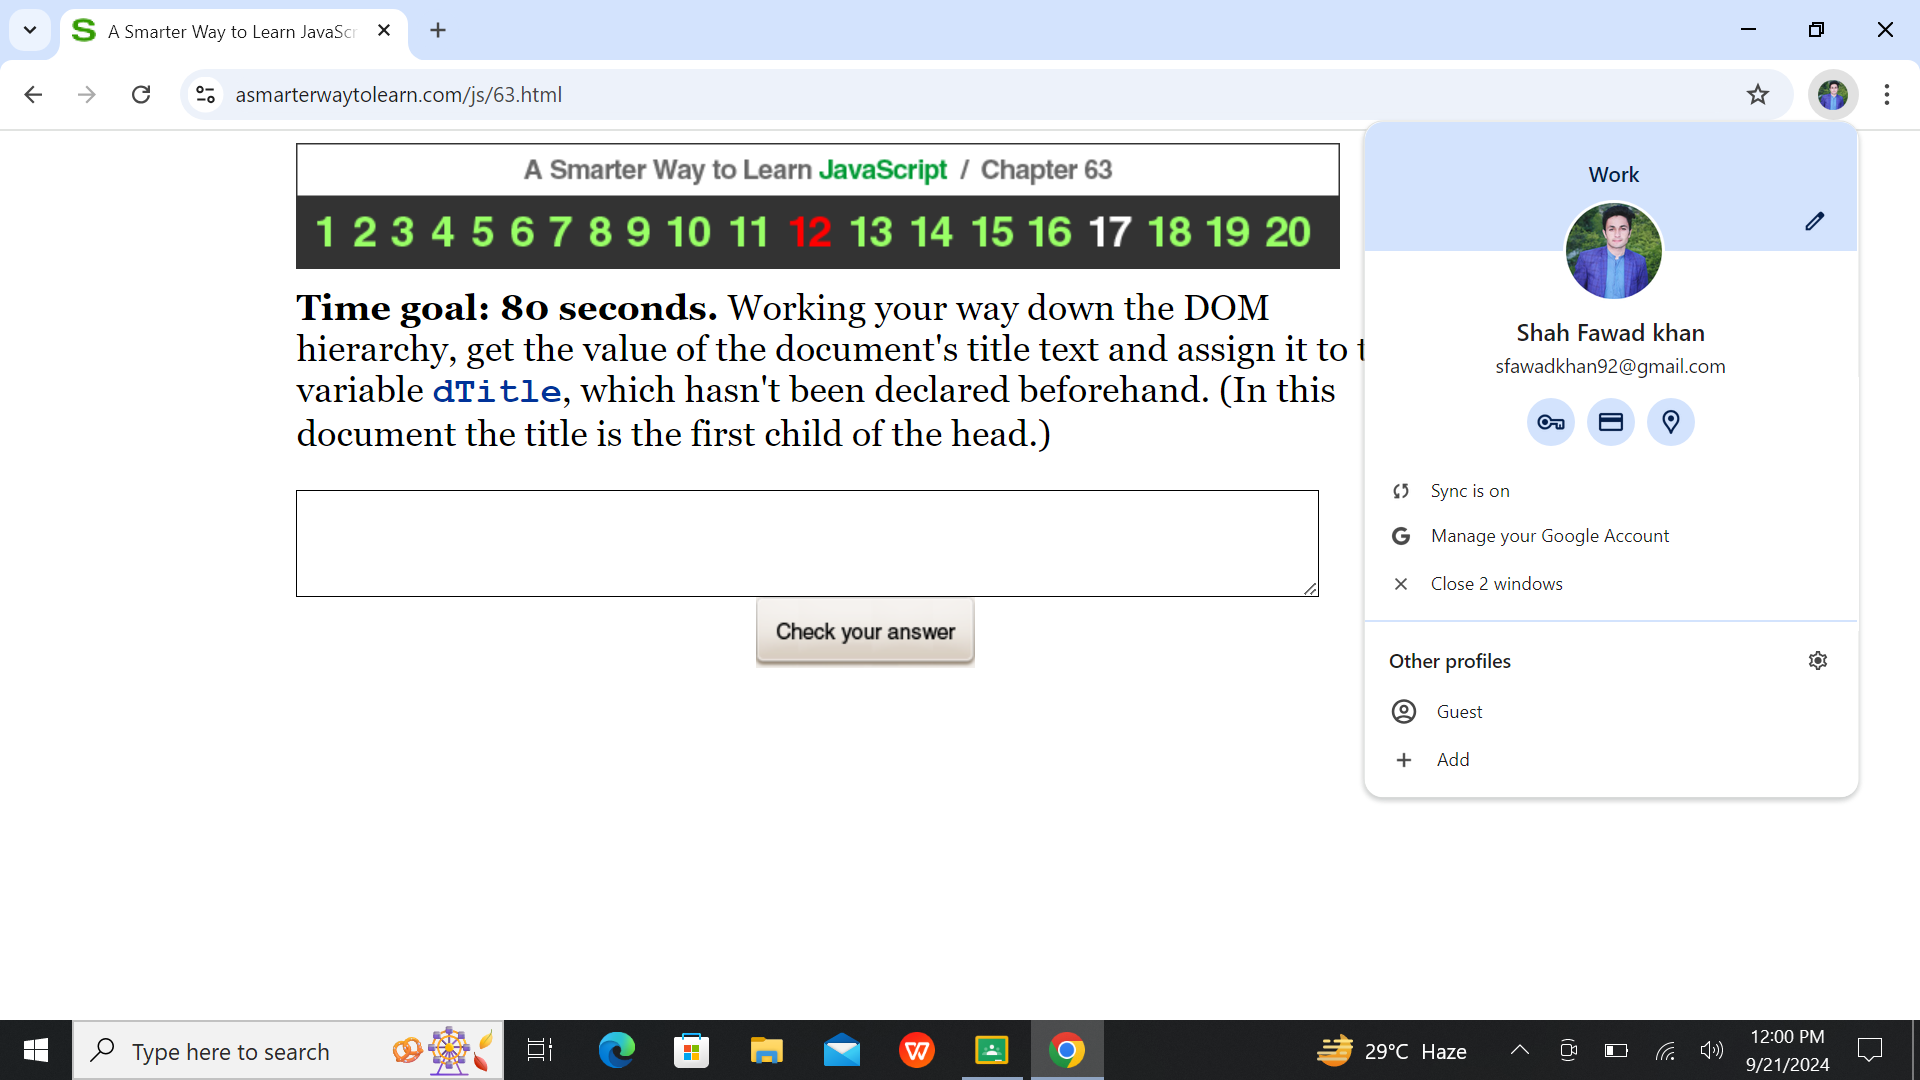 A Smarter Way to Learn JavaScr
asmarterwaytolearn.com/js/63.html
A Smarter Way to Learn JavaScript / Chapter 63
1 2 3 4 5 6 7 8 9 10 11 12 13 14 15 16 17 18 19 20
Time goal: 80 seconds. Working your way down the DOM
hierarchy, get the value of the document's title text and assign it to t
variable dTitle, which hasn't been declared beforehand. (In this
document the title is the first child of the head.)
Check your answer
Work
Shah Fawad khan
sfawadkhan92@gmail.com
Sync is on
Manage your Google Account
Close 2 windows
Other profiles
Guest
Add
Type here to search
29°C Haze
12:00 PM
9/21/2024